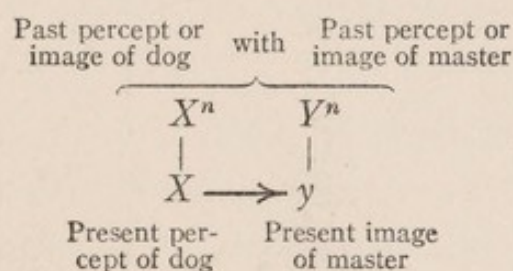 Past percept or with Past percept or
image of dog image of master
Xⁿ Yⁿ
X y
Present per- Present image
cept of dog of master